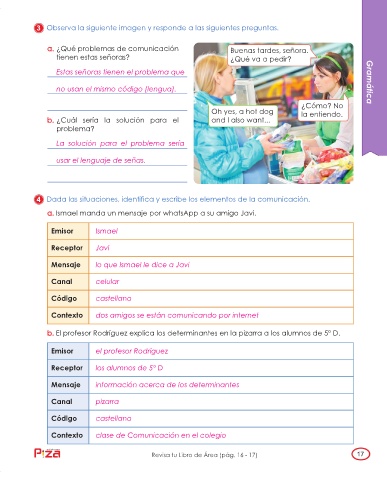 3 Observa la siguiente imagen y responde a las siguientes preguntas.
a. ¿Qué problemas de comunicación
tienen estas señoras?
Estas señoras tienen el problema que
no usan el mismo código (lengua).
b. ¿Cuál sería la solución para el
problema?
La solución para el problema sería
usar el lenguaje de señas.
Buenas tardes, señora.
¿Qué va a pedir?
Oh yes, a hot dog
and I also want...
¿Cómo? No
la entiendo.
Gramática
4 Dada las situaciones, identifica y escribe los elementos de la comunicación.
a. Ismael manda un mensaje por whatsApp a su amigo Javi.
Emisor Ismael
Receptor Javi
Mensaje lo que Ismael le dice a Javi
Canal celular
Código castellano
Contexto dos amigos se están comunicando por internet
b. El profesor Rodríguez explica los determinantes en la pizarra a los alumnos de 5° D.
Emisor el profesor Rodríguez
Receptor los alumnos de 5° D
Mensaje información acerca de los determinantes
Canal pizarra
Código castellano
Contexto clase de Comunicación en el colegio
Pizá
Revisa tu Libro de Área (pág. 16 - 17)
17